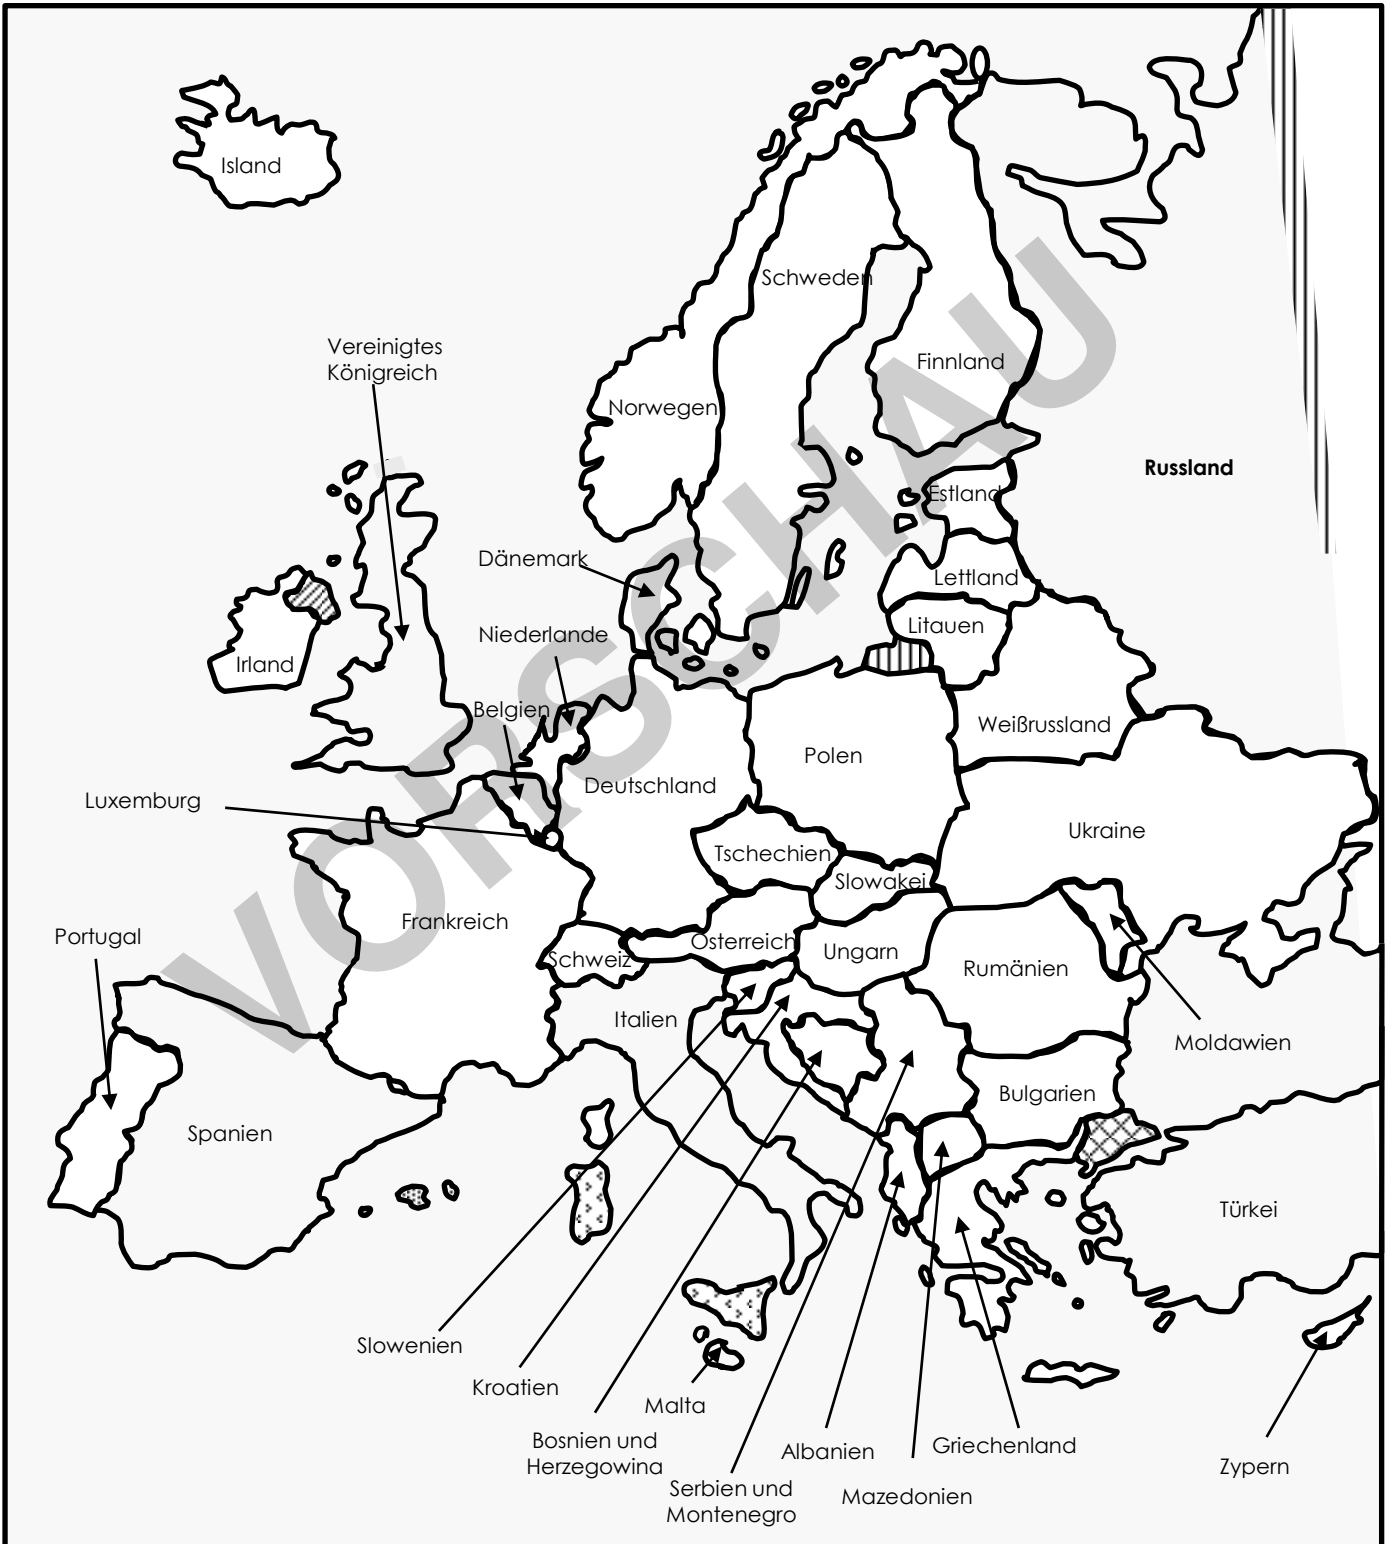 Island
Schweden
Vereinigtes
Königreich
Finnland
Norwegen
Russland
Estland
Dänemark
Lettland
Litauen
Niederlande
Irland
Belgien
Weißrussland
Polen
Deutschland
Luxemburg
Ukraine
Tschechien
Slowakei
Frankreich
Portugal
Österreich
Ungarn
Schweiz
Rumänien
Italien
Moldawien
Bulgarien
Spanien
Türkei
Slowenien
Kroatien
Malta
Bosnien und
Herzegowina
Albanien
Griechenland
Zypern
Serbien und
Montenegro
Mazedonien
VORSCHAU